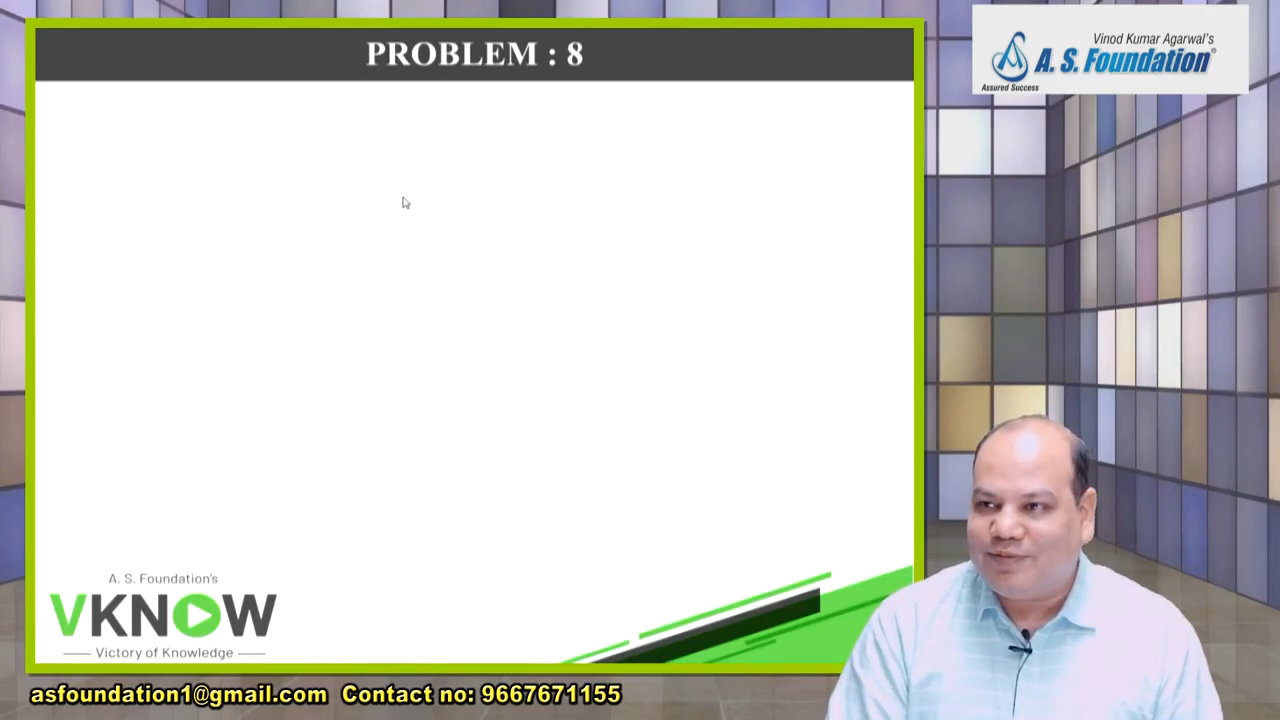 PROBLEM : 8
Vinod Kumar Agarwal's
A. S. Foundation®
Assured Success
A. S. Foundation's
VKNOW
Victory of Knowledge
asfoundation1@gmail.com Contact no: 9667671155